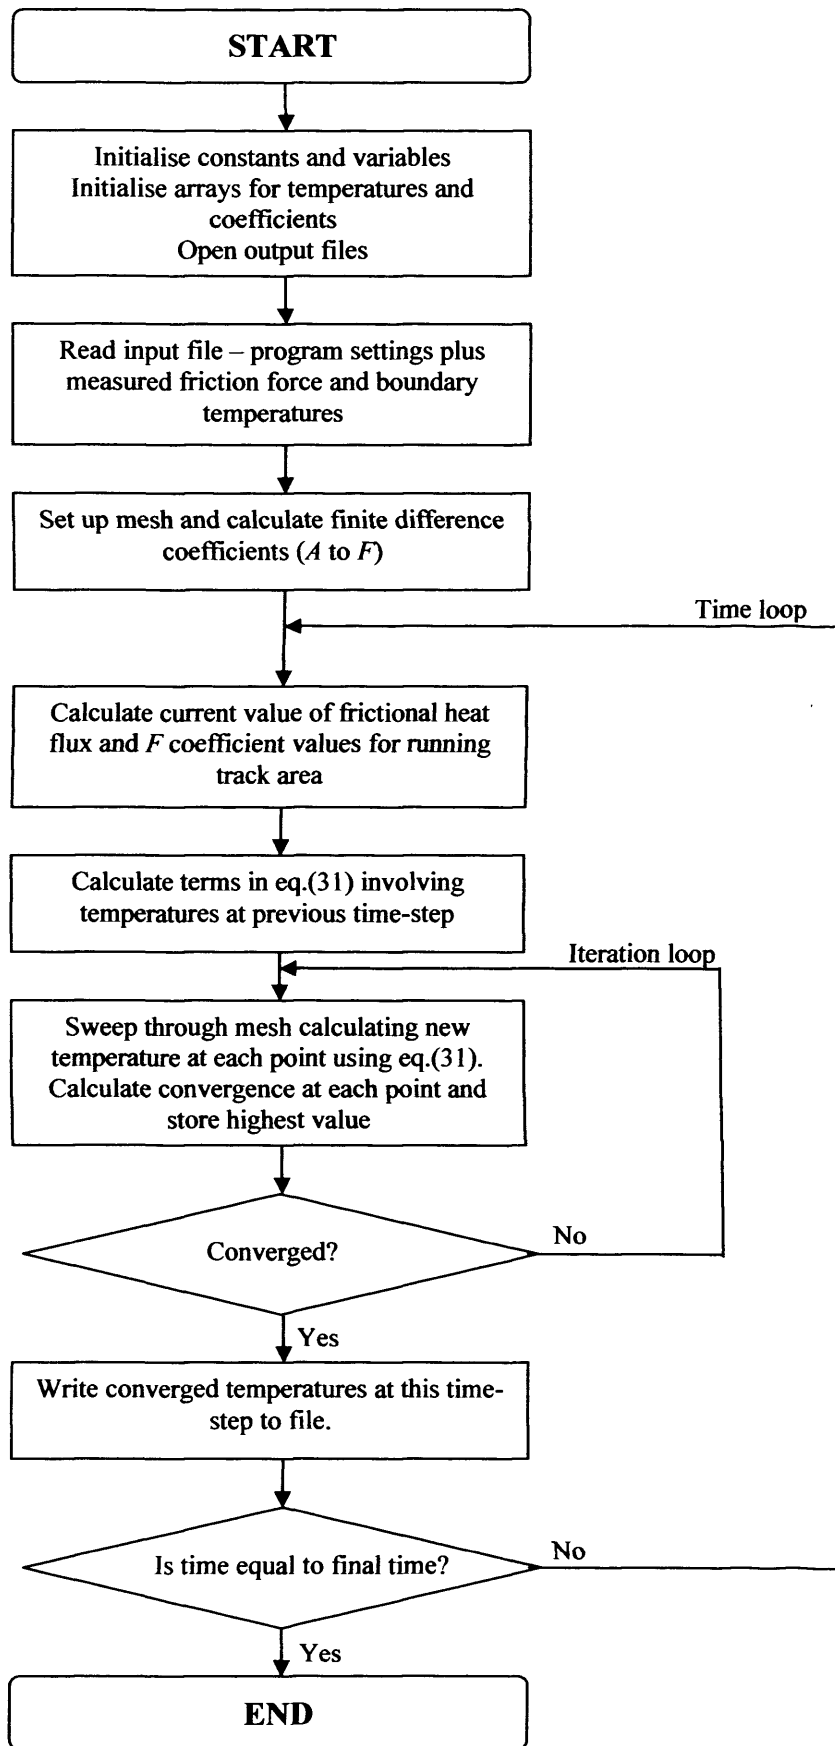 START
Initialise constants and variables
Initialise arrays for temperatures and
coefficients
Open output files
Read input file – program settings plus
measured friction force and boundary
temperatures
Set up mesh and calculate finite difference
coefficients (A to F)
Time loop
Calculate current value of frictional heat
flux and F coefficient values for running
track area
Calculate terms in eq.(31) involving
temperatures at previous time-step
Iteration loop
Sweep through mesh calculating new
temperature at each point using eq.(31).
Calculate convergence at each point and
store highest value
Converged?
No
Yes
Write converged temperatures at this time-
step to file.
Is time equal to final time?
No
Yes
END